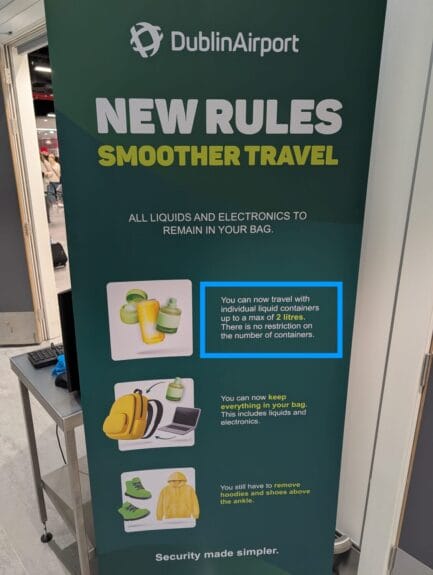 DublinAirport
NEW RULES
SMOOTHER TRAVEL
ALL LIQUIDS AND ELECTRONICS TO
REMAIN IN YOUR BAG.
You can now travel with
individual liquid containers
up to a max of 2 litres.
There is no restriction on
the number of containers.
You can now keep
everything in your bag.
This includes liquids and
electronics.
You still have to remove
hoodies and shoes above
the ankle.
Security made simpler.